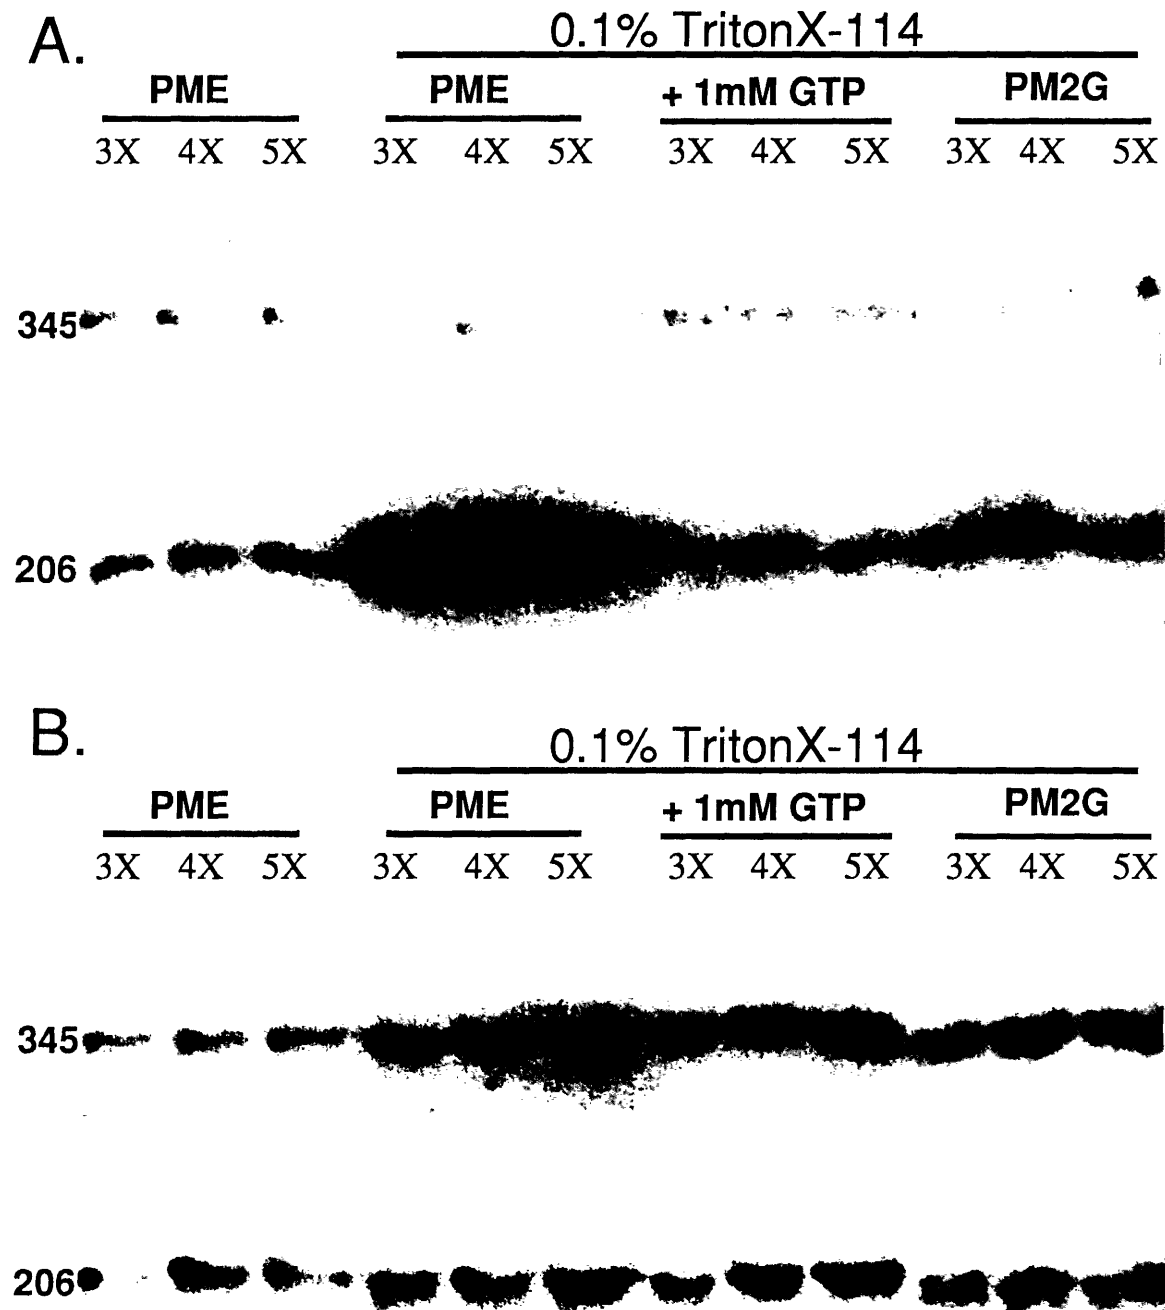 A.
0.1% TritonX-114
PME PME + 1mM GTP PM2G
3X 4X 5X 3X 4X 5X 3X 4X 5X 3X 4X 5X
345
206
B.
0.1% TritonX-114
PME PME + 1mM GTP PM2G
3X 4X 5X 3X 4X 5X 3X 4X 5X 3X 4X 5X
345
206